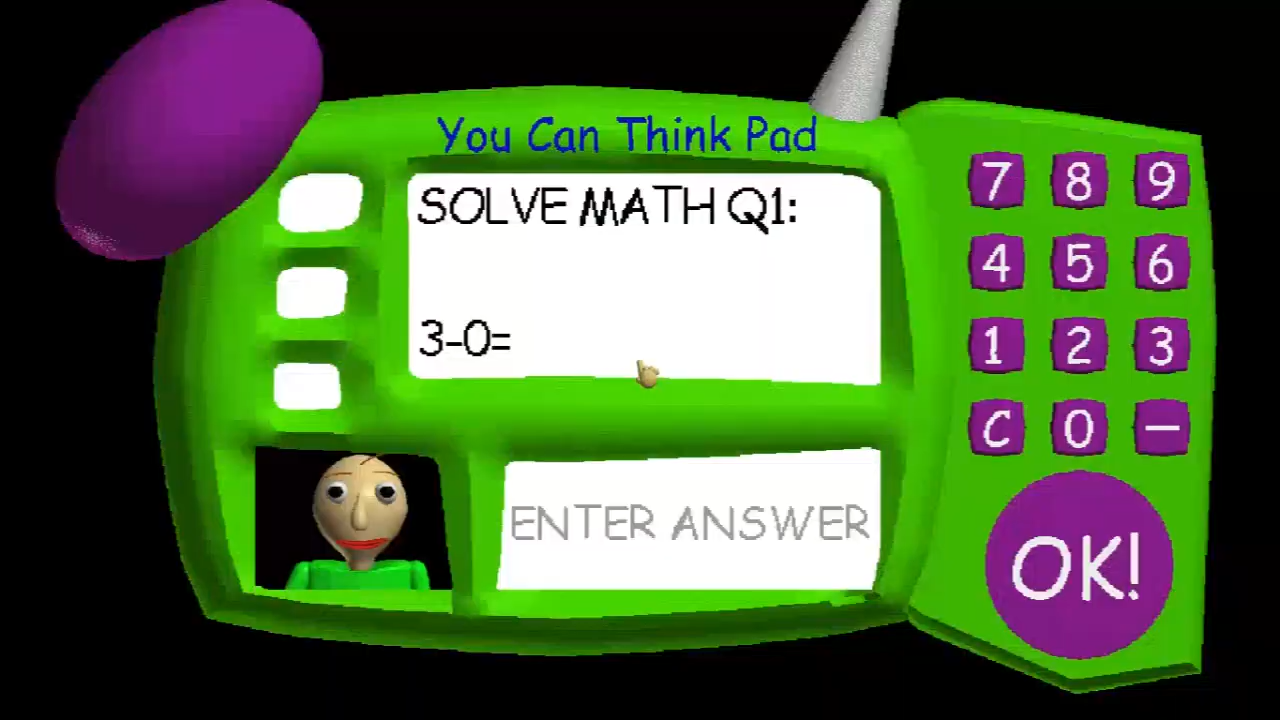 You Can Think Pad
SOLVE MATH Q1:
3-0=
ENTER ANSWER
7 8 9
4 5 6
1 2 3
C 0 —
OK!